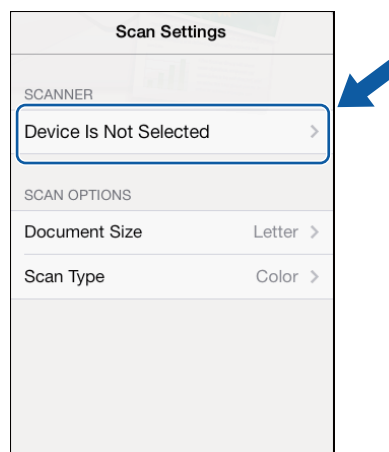 Scan Settings
SCANNER
Device Is Not Selected
SCAN OPTIONS
Document Size Letter
Scan Type Color